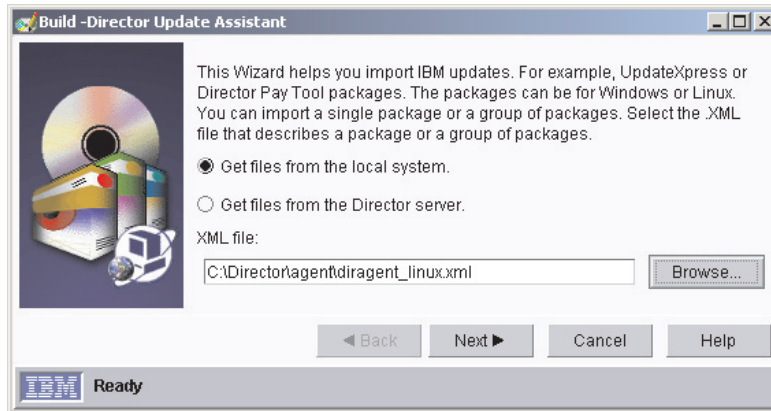 Build -Director Update Assistant
This Wizard helps you import IBM updates. For example, UpdateXpress or
Director Pay Tool packages. The packages can be for Windows or Linux.
You can import a single package or a group of packages. Select the .XML
file that describes a package or a group of packages.
Get files from the local system.
Get files from the Director server.
XML file:
C:\Director\agent\diragent_linux.xml
Browse...
Back
Next
Cancel
Help
IBM
Ready